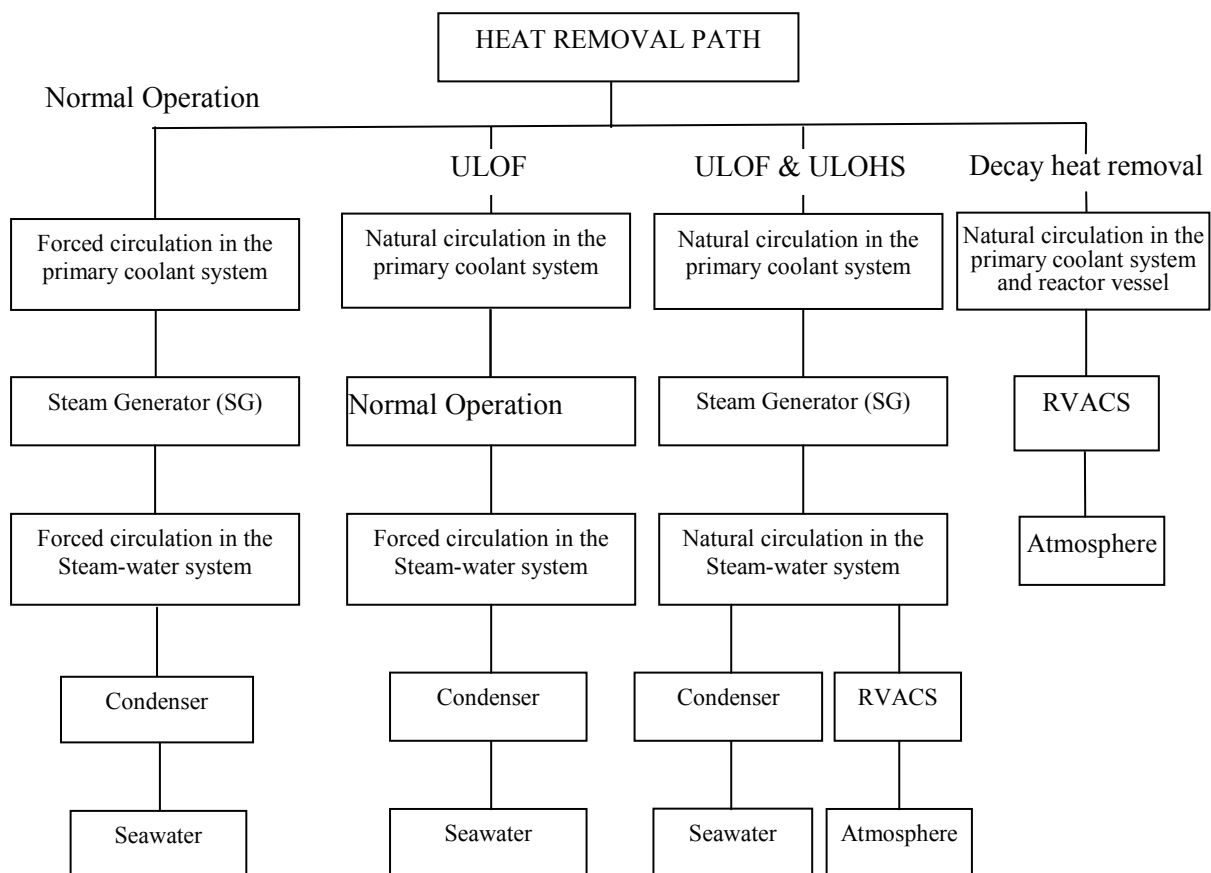 HEAT REMOVAL PATH
Normal Operation
ULOF
ULOF & ULOHS
Decay heat removal
Forced circulation in the
primary coolant system
Natural circulation in the
primary coolant system
Natural circulation in the
primary coolant system
Natural circulation in the
primary coolant system
and reactor vessel
Steam Generator (SG)
Normal Operation
Steam Generator (SG)
RVACS
Forced circulation in the
Steam-water system
Forced circulation in the
Steam-water system
Natural circulation in the
Steam-water system
Atmosphere
Condenser
Condenser
Condenser
RVACS
Seawater
Seawater
Seawater
Atmosphere